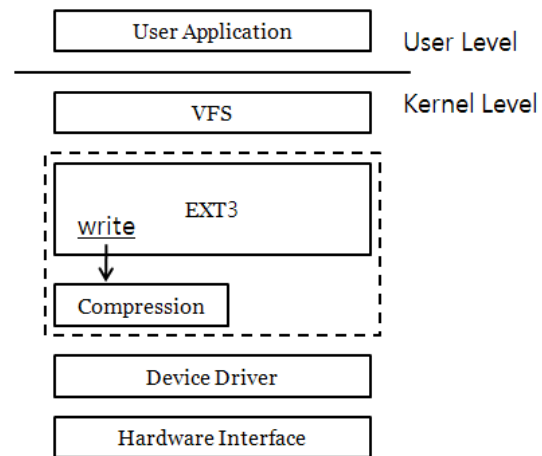 User Application
User Level
VFS
Kernel Level
EXT3
write
Compression
Device Driver
Hardware Interface